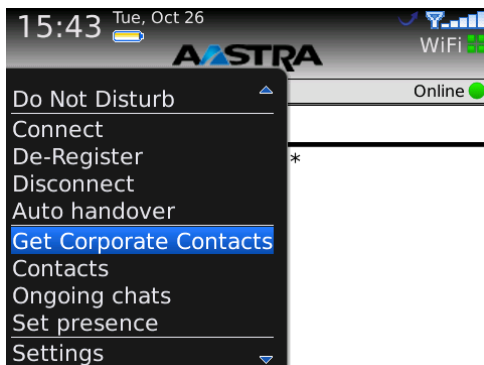 15:43 Tue, Oct 26
WiFi
AASTRA
Online
Do Not Disturb
Connect
De-Register
*
Disconnect
Auto handover
Get Corporate Contacts
Contacts
Ongoing chats
Set presence
Settings